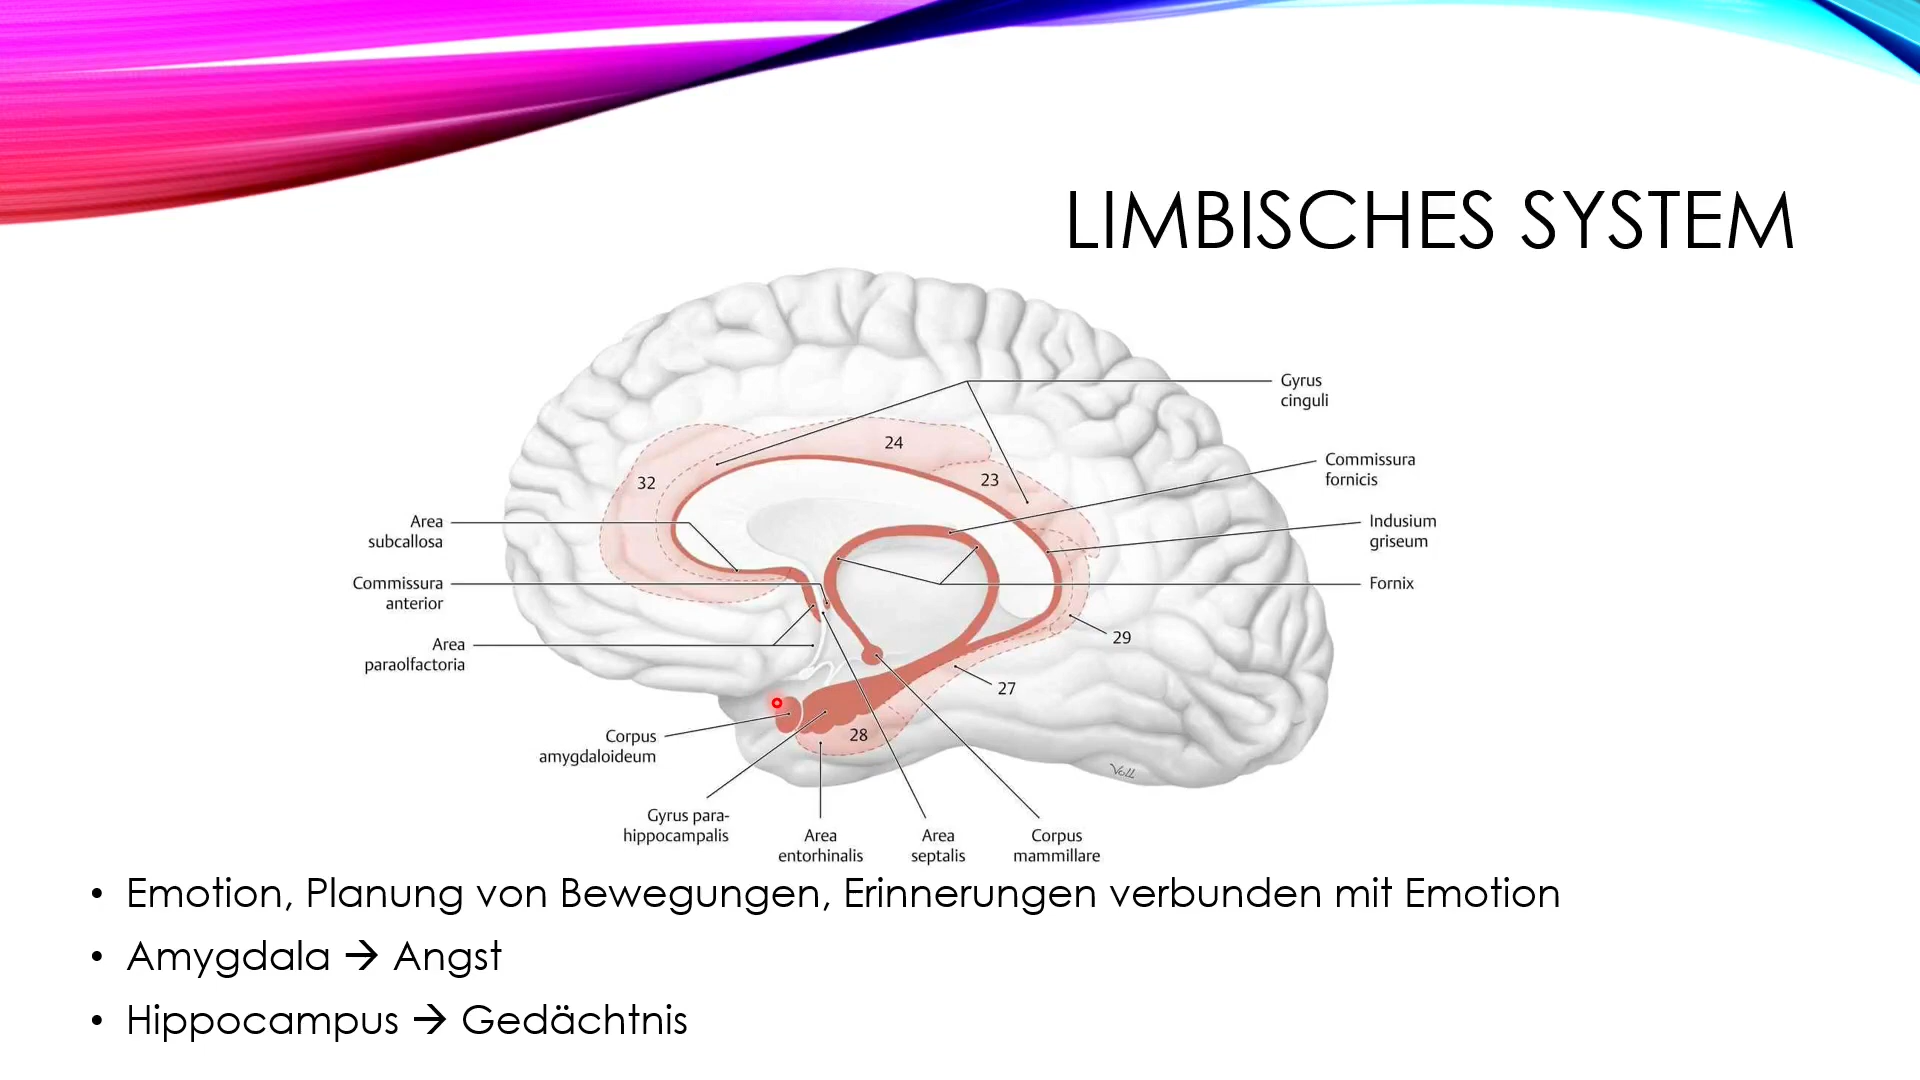 LIMBISCHES SYSTEM
Gyrus
cinguli
24
Commissura
fornicis
23
32
Area
subcallosa
Indusium
griseum
Commissura
anterior
Fornix
Area
paraolfactoria
29
27
Corpus
amygdaloideum
28
Voll
Gyrus para-
hippocampalis
Area
entorhinalis
Area
septalis
Corpus
mammillare
• Emotion, Planung von Bewegungen, Erinnerungen verbunden mit Emotion
• Amygdala → Angst
• Hippocampus → Gedächtnis